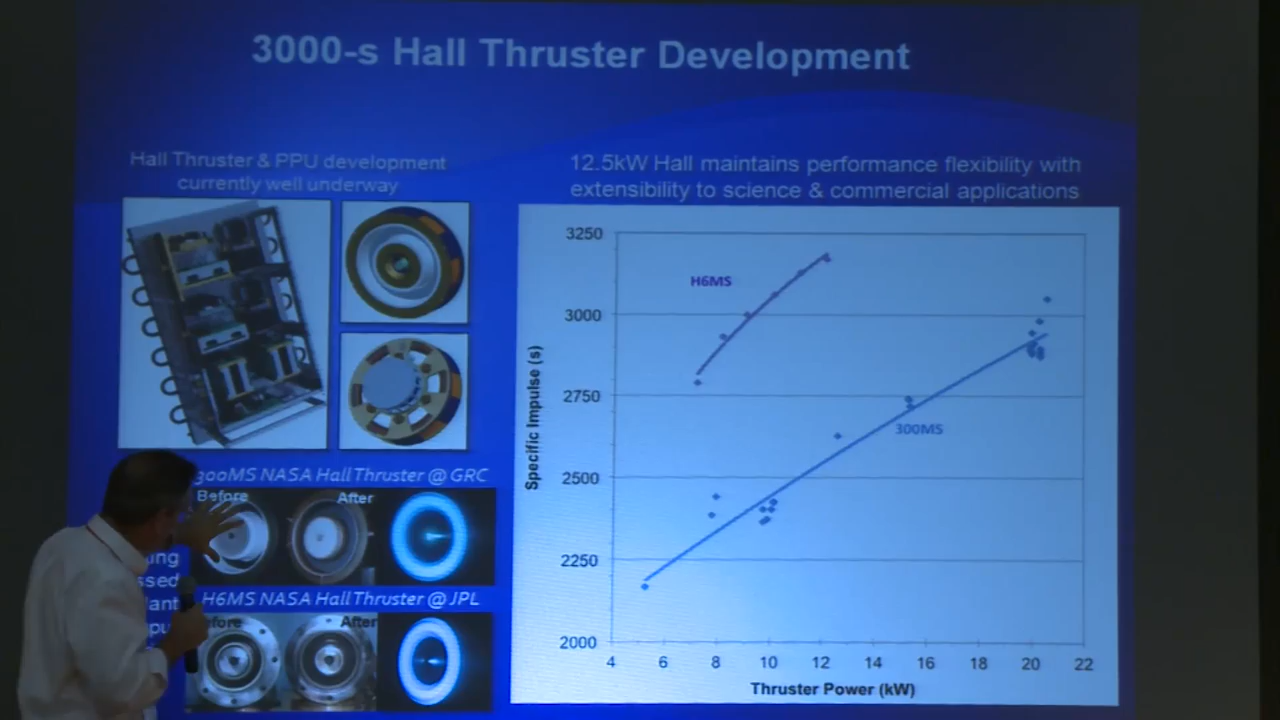 3000-s Hall Thruster Development
Hall Thruster & PPU development
currently well underway
12.5kW Hall maintains performance flexibility with
extensibility to science & commercial applications
300MS NASA Hall Thruster @ GRC
Before
After
H6MS NASA Hall Thruster @ JPL
After
3250
3000
2750
2500
2250
2000
Specific Impulse (s)
H6MS
300MS
4 6 8 10 12 14 16 18 20 22
Thruster Power (kW)